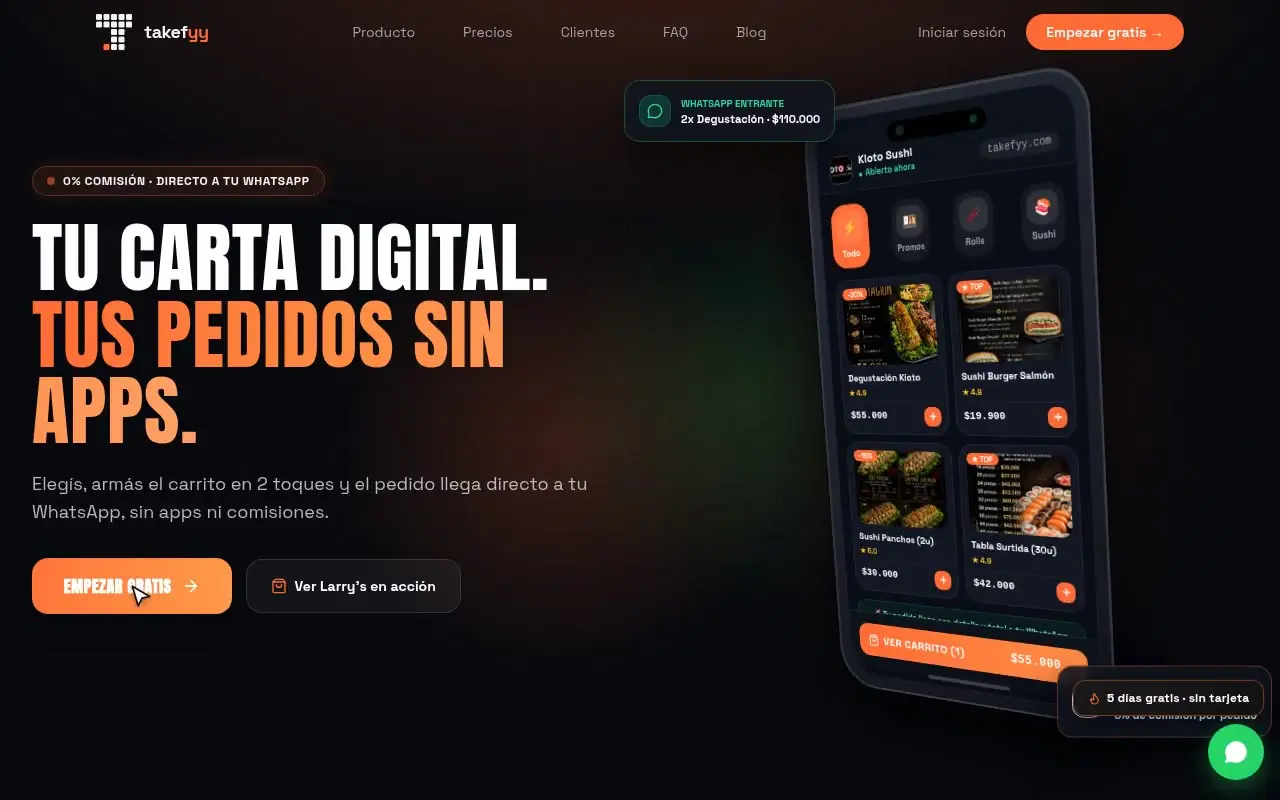 takefyy
Producto
Precios
Clientes
FAQ
Blog
Iniciar sesión
Empezar gratis →
WHATSAPP ENTRANTE
2x Degustación · $110.000
0% COMISIÓN · DIRECTO A TU WHATSAPP
TU CARTA DIGITAL.
TUS PEDIDOS SIN
APPS.
Elegís, armás el carrito en 2 toques y el pedido llega directo a tu
WhatsApp, sin apps ni comisiones.
EMPEZAR GRATIS →
Ver Larry's en acción
Kioto Sushi
Abierto ahora
takefyy.com
Todo
Promos
Rolls
Sushi
★ TOP
Degustación Kioto
★ 4.9
$55.000
+
Sushi Burger Salmón
★ 4.8
$19.900
+
★ TOP
Sushi Panchos (2u)
★ 5.0
$30.000
+
Tabla Surtida (30u)
★ 4.9
$42.000
+
VER CARRITO (1)
$55.000
5 días gratis · sin tarjeta
0% de comisión por pedido